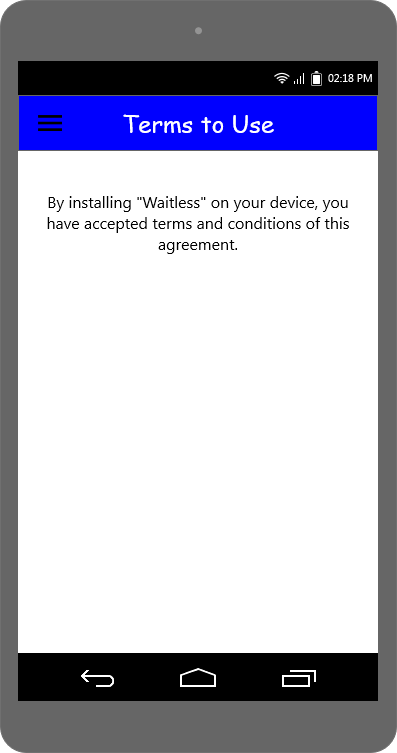 02:18 PM
Terms to Use
By installing "Waitless" on your device, you
have accepted terms and conditions of this
agreement.